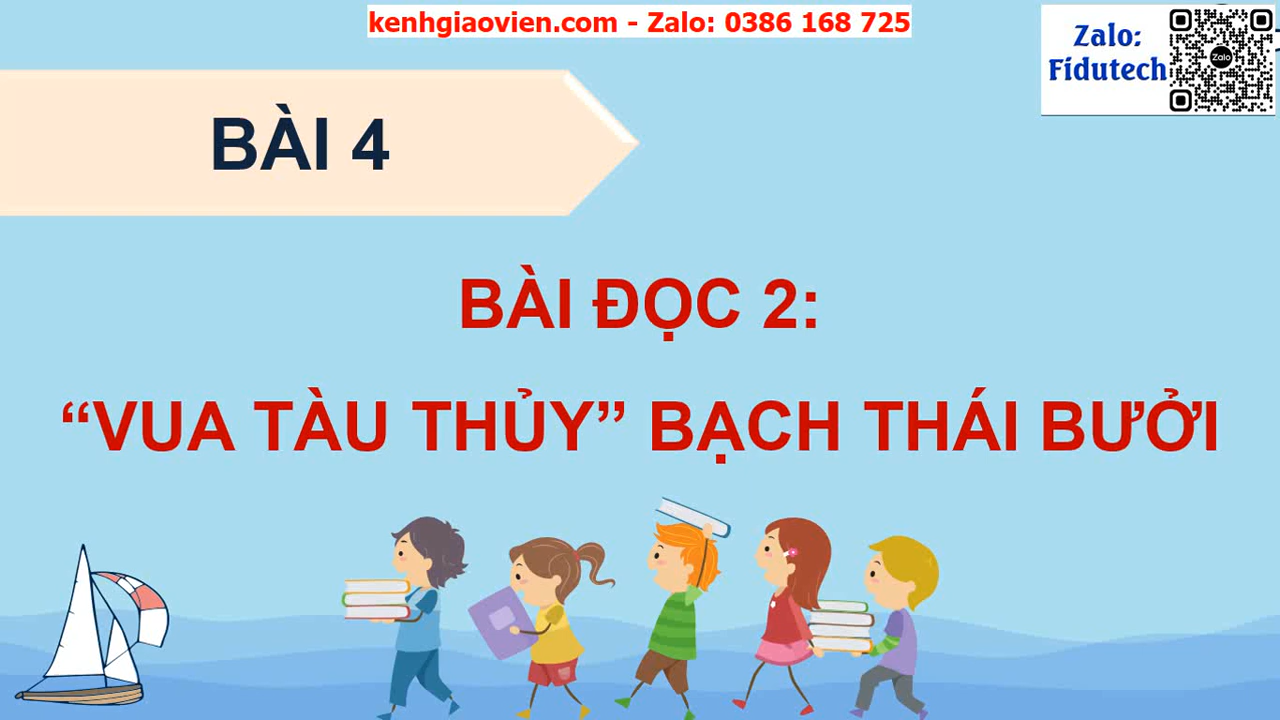 kenhgiaovien.com - Zalo: 0386 168 725
Zalo:
Fidutech
Zalo
BÀI 4
BÀI ĐỌC 2:
“VUA TÀU THỦY” BẠCH THÁI BƯỞI